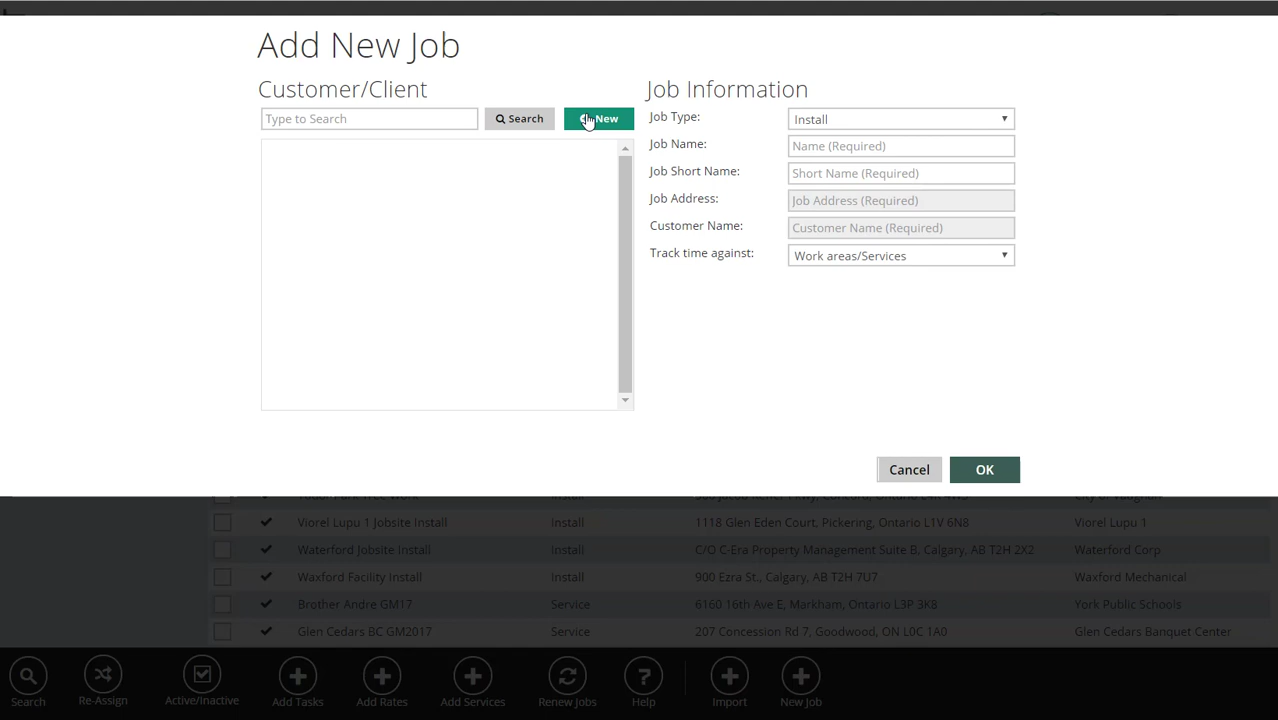 Add New Job
Customer/Client
Job Information
Type to Search
Search
New
Job Type:
Install
Job Name:
Name (Required)
Job Short Name:
Short Name (Required)
Job Address:
Job Address (Required)
Customer Name:
Customer Name (Required)
Track time against:
Work areas/Services
Cancel
OK
Viorel Lupu 1 Jobsite Install Install 1118 Glen Eden Court, Pickering, Ontario L1V 6N8 Viorel Lupu 1
Waterford Jobsite Install Install C/O C-Era Property Management Suite B, Calgary, AB T2H 2X2 Waterford Corp
Waxford Facility Install Install 900 Ezra St., Calgary, AB T2H 7U7 Waxford Mechanical
Brother Andre GM17 Service 6160 16th Ave E, Markham, Ontario L3P 3K8 York Public Schools
Glen Cedars BC GM2017 Service 207 Concession Rd 7, Goodwood, ON L0C 1A0 Glen Cedars Banquet Center
Search
Re-Assign
Active/Inactive
Add Tasks
Add Rates
Add Services
Renew Jobs
Help
Import
New Job